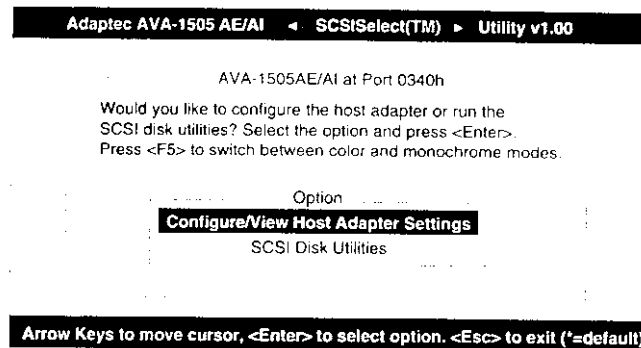 Adaptec AVA-1505 AE/AI ◄ SCSISelect(TM) ► Utility v1.00
AVA-1505AE/AI at Port 0340h
Would you like to configure the host adapter or run the
SCSI disk utilities? Select the option and press <Enter>.
Press <F5> to switch between color and monochrome modes.
Option
Configure/View Host Adapter Settings
SCSI Disk Utilities
Arrow Keys to move cursor, <Enter> to select option. <Esc> to exit (*=default)